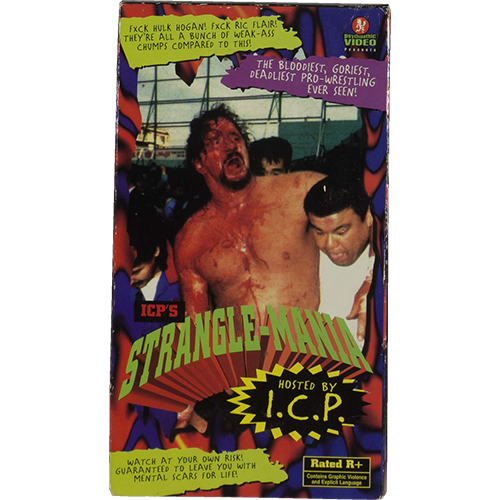 FXCK HULK HOGAN! FXCK RIC FLAIR!
THEY'RE ALL A BUNCH OF WEAK-ASS
CHUMPS COMPARED TO THIS!
Psychopathic
VIDEO
Presents
THE BLOODIEST, GORIEST,
DEADLIEST PRO-WRESTLING
EVER SEEN!
ICP'S
STRANGLE-MANIA
HOSTED BY
I.C.P.
WATCH AT YOUR OWN RISK!
GUARANTEED TO LEAVE YOU WITH
MENTAL SCARS FOR LIFE!
Rated R+
Contains Graphic Violence
and Explicit Language